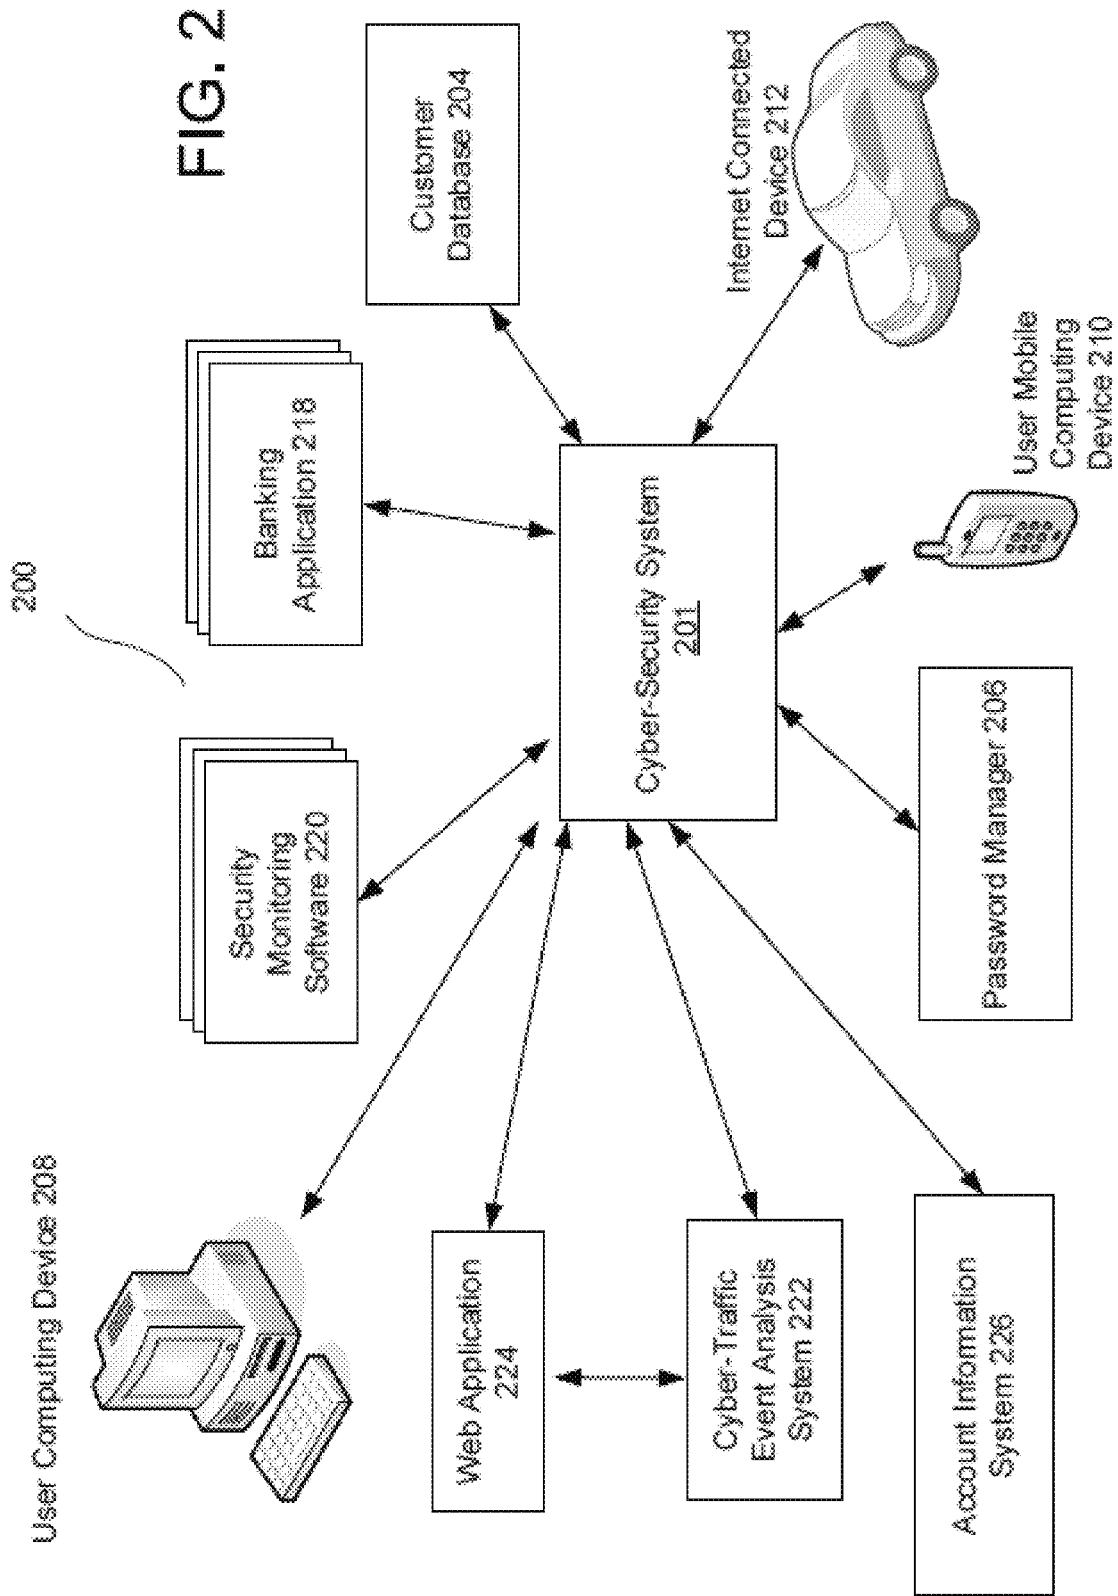 FIG. 2
200
User Computing Device 208
Security
Monitoring
Software 220
Banking
Application 218
Customer
Database 204
Web Application
224
Cyber-Security System
201
Internet Connected
Device 212
Cyber-Traffic
Event Analysis
System 222
Account Information
System 226
Password Manager 206
User Mobile
Computing
Device 210